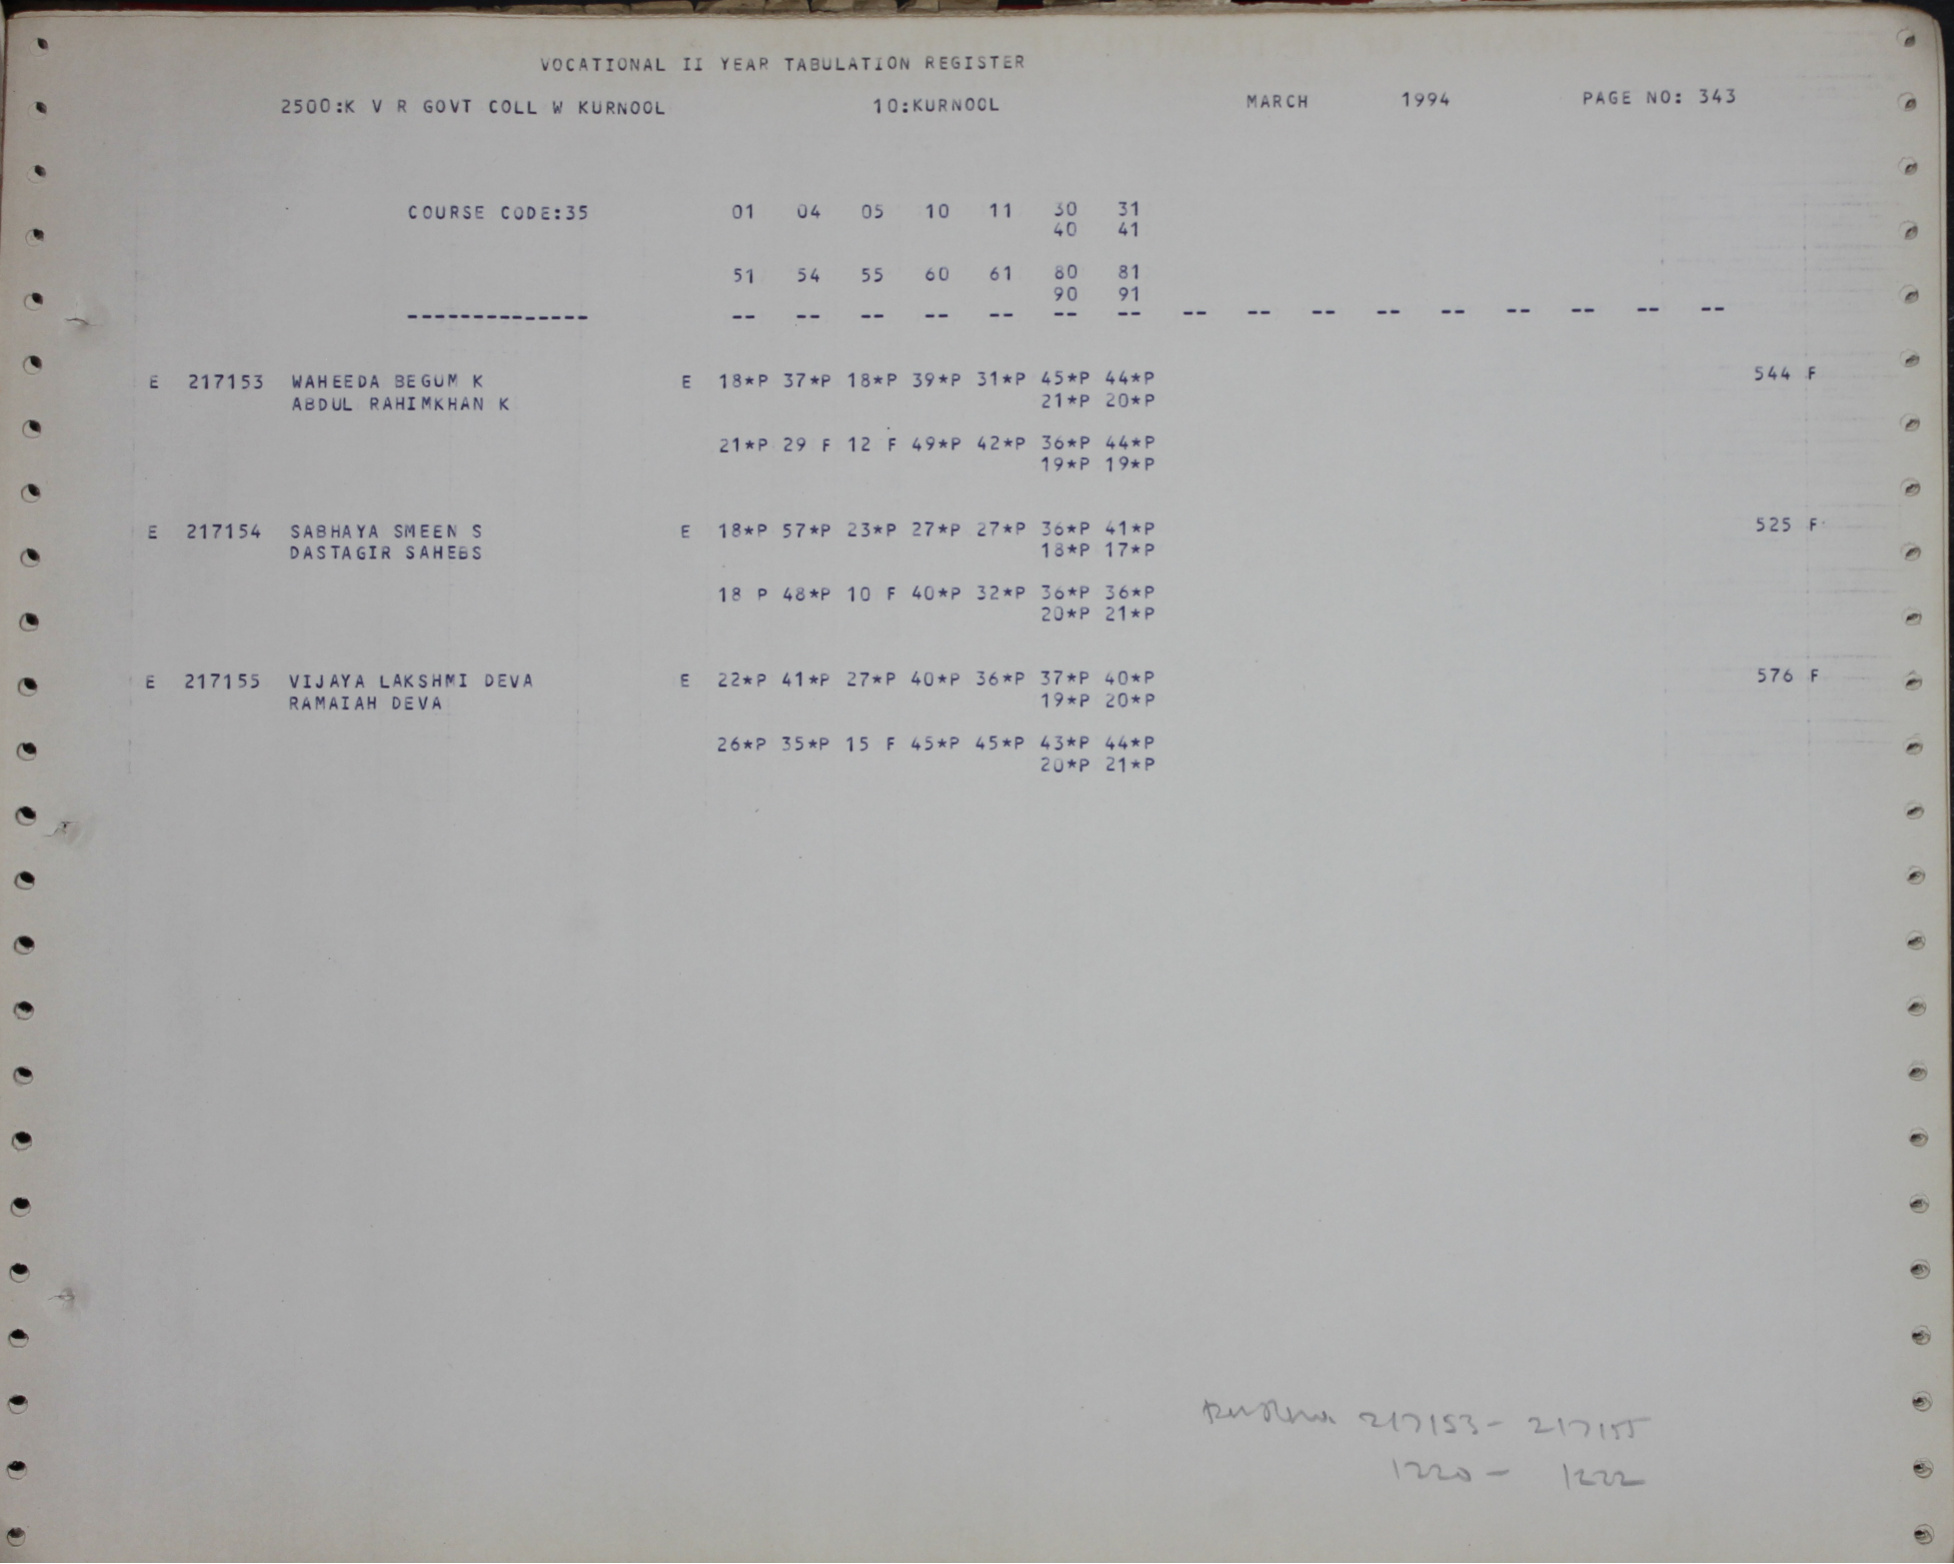 VOCATIONAL II YEAR TABULATION REGISTER
2500:K V R GOVT COLL W KURNOOL 10:KURNOOL MARCH 1994 PAGE NO: 343
COURSE CODE:35 01 04 05 10 11 30 31
40 41
51 54 55 60 61 80 81
90 91
-------------- -- -- -- -- -- -- -- -- -- -- -- -- -- -- -- --
E 217153 WAHEEDA BEGUM K E 18*P 37*P 18*P 39*P 31*P 45*P 44*P 544 F
ABDUL RAHIMKHAN K 21*P 20*P
21*P 29 F 12 F 49*P 42*P 36*P 44*P
19*P 19*P
E 217154 SABHAYA SMEEN S E 18*P 57*P 23*P 27*P 27*P 36*P 41*P 525 F
DASTAGIR SAHEBS 18*P 17*P
18 P 48*P 10 F 40*P 32*P 36*P 36*P
20*P 21*P
E 217155 VIJAYA LAKSHMI DEVA E 22*P 41*P 27*P 40*P 36*P 37*P 40*P 576 F
RAMAIAH DEVA 19*P 20*P
26*P 35*P 15 F 45*P 45*P 43*P 44*P
20*P 21*P
217153- 217155
1220 - 1222